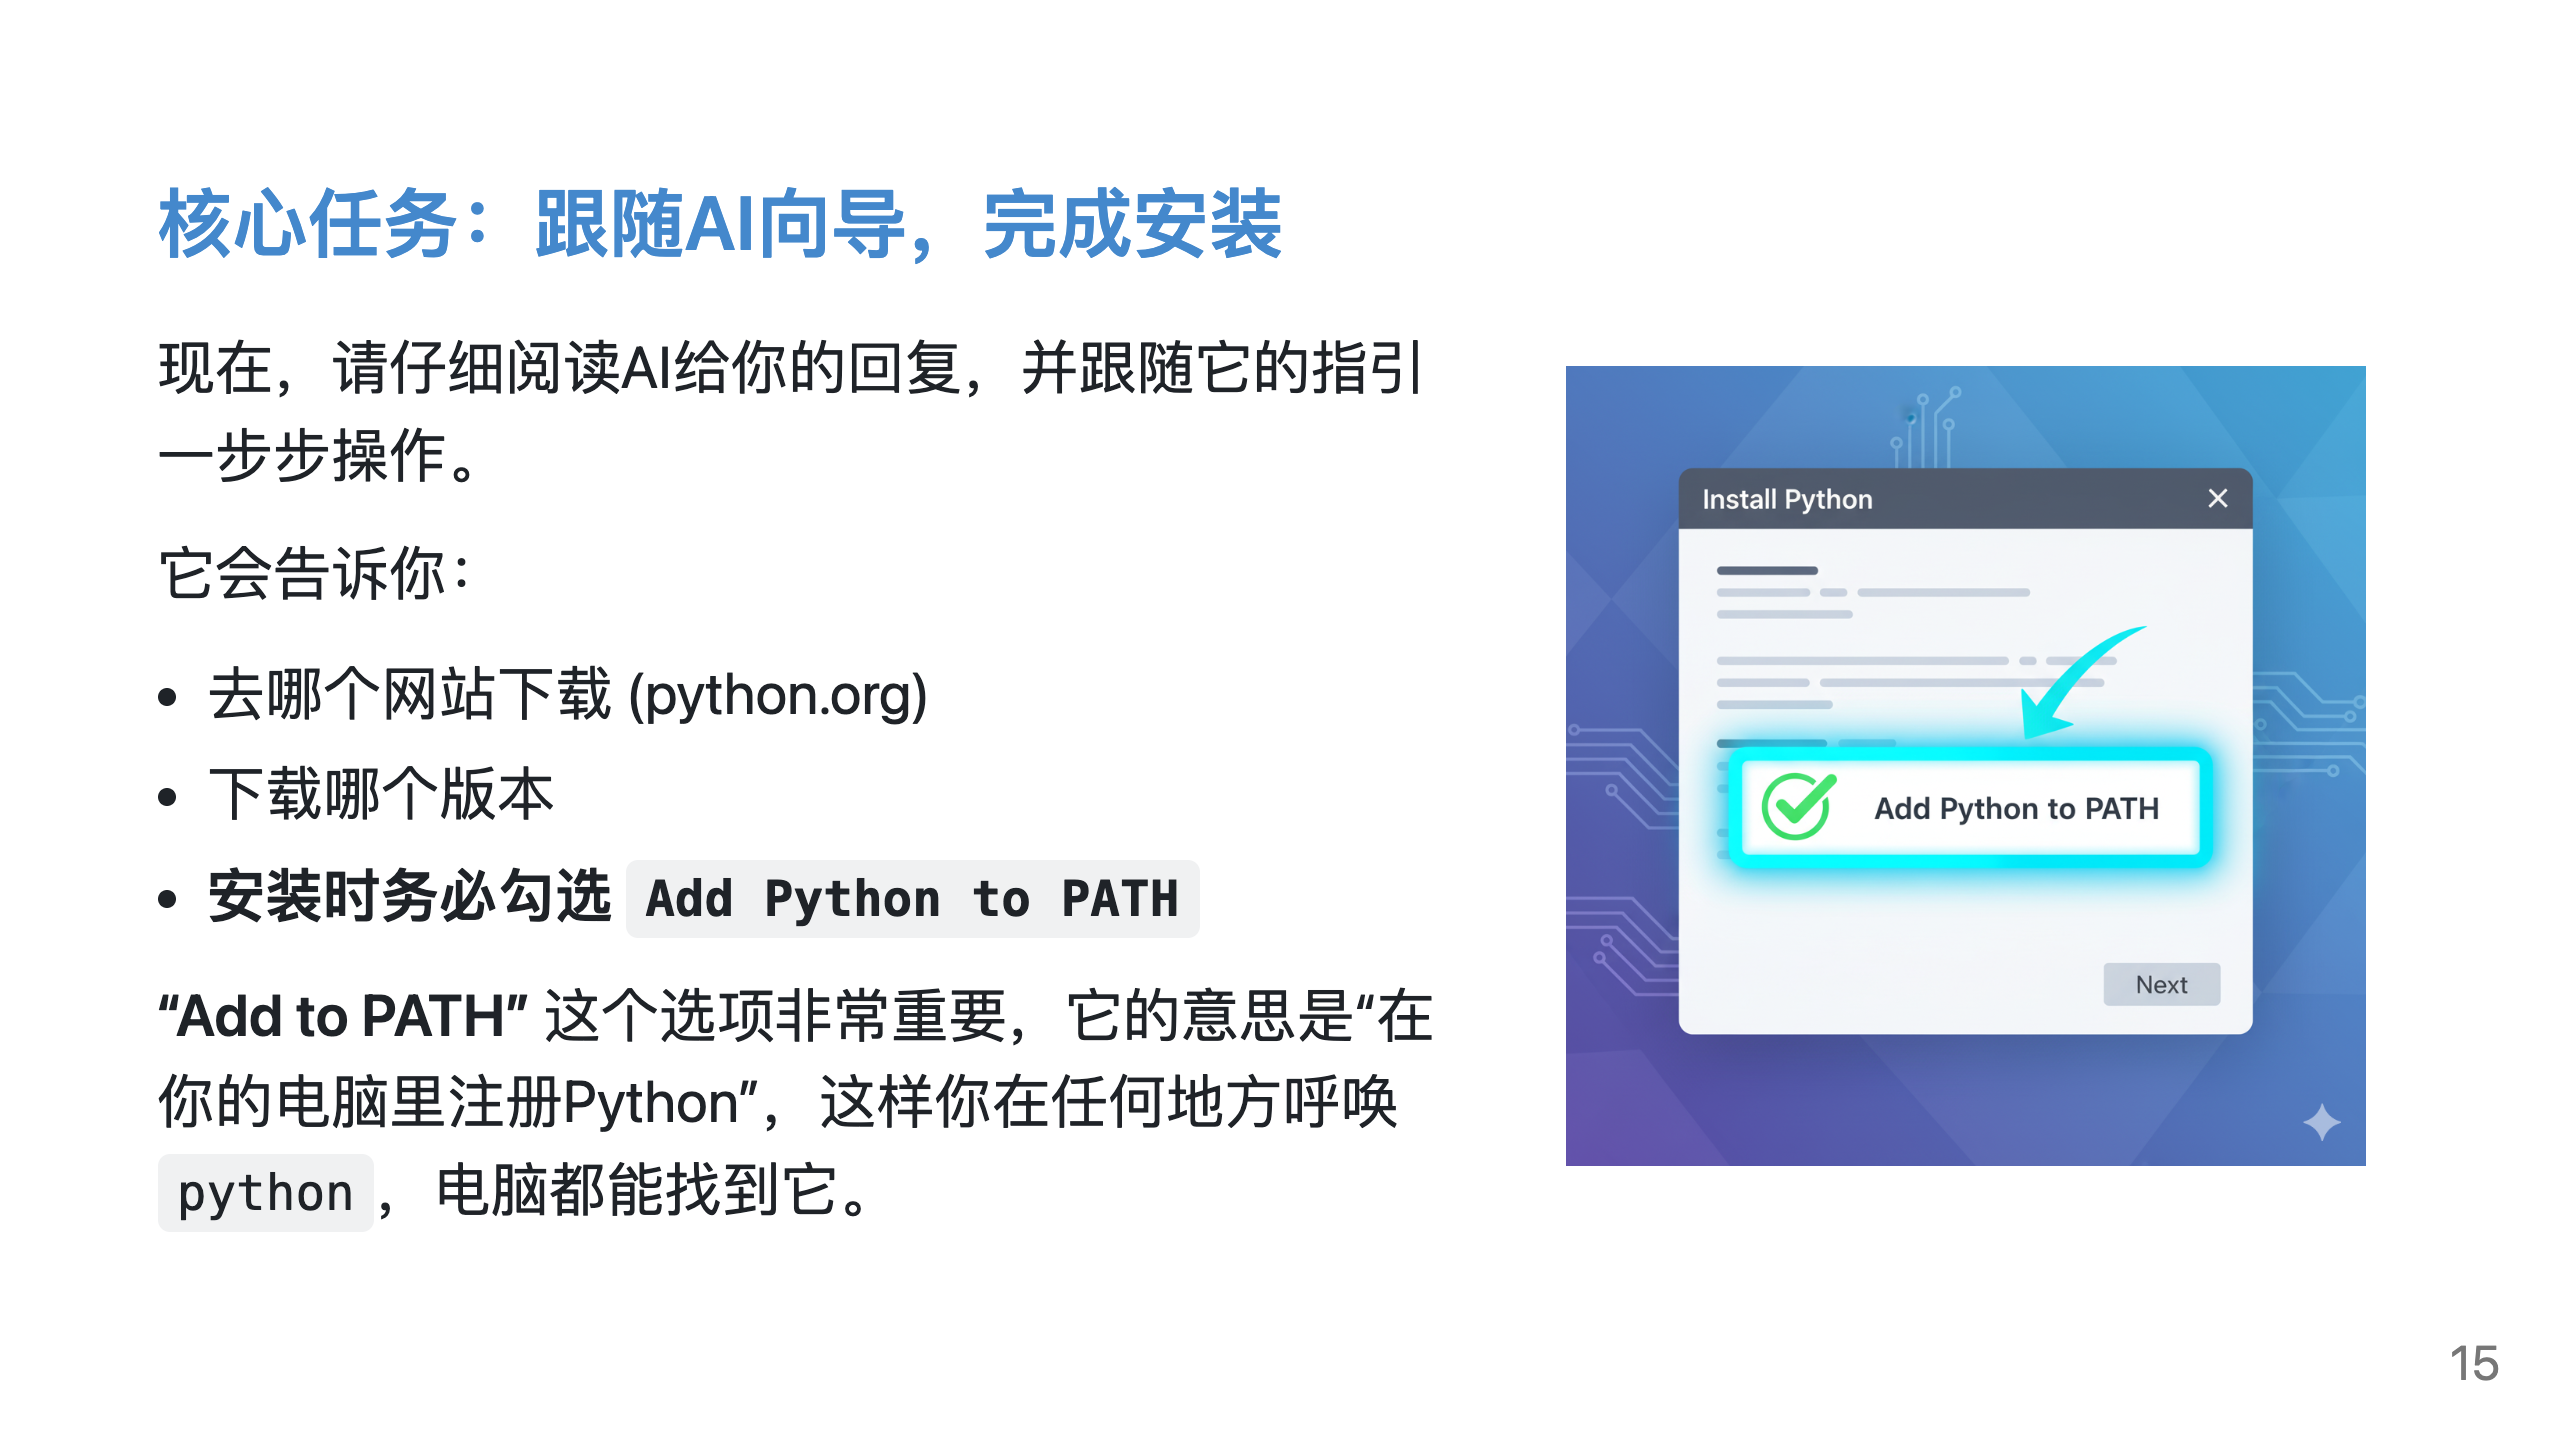 核心任务：跟随AI向导，完成安装
现在，请仔细阅读AI给你的回复，并跟随它的指引
一步步操作。
它会告诉你：
• 去哪个网站下载 (python.org)
• 下载哪个版本
• 安装时务必勾选 Add Python to PATH
“Add to PATH” 这个选项非常重要，它的意思是“在
你的电脑里注册Python”，这样你在任何地方呼唤
python，电脑都能找到它。
Install Python
Add Python to PATH
Next
15